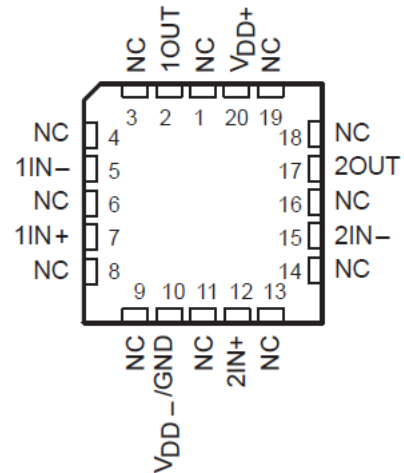 NC
1OUT
NC
VDD+
NC
3 2 1 20 19
NC 4
1IN− 5
NC 6
1IN+ 7
NC 8
18 NC
17 2OUT
16 NC
15 2IN−
14 NC
9 10 11 12 13
NC
VDD−/GND
NC
2IN+
NC